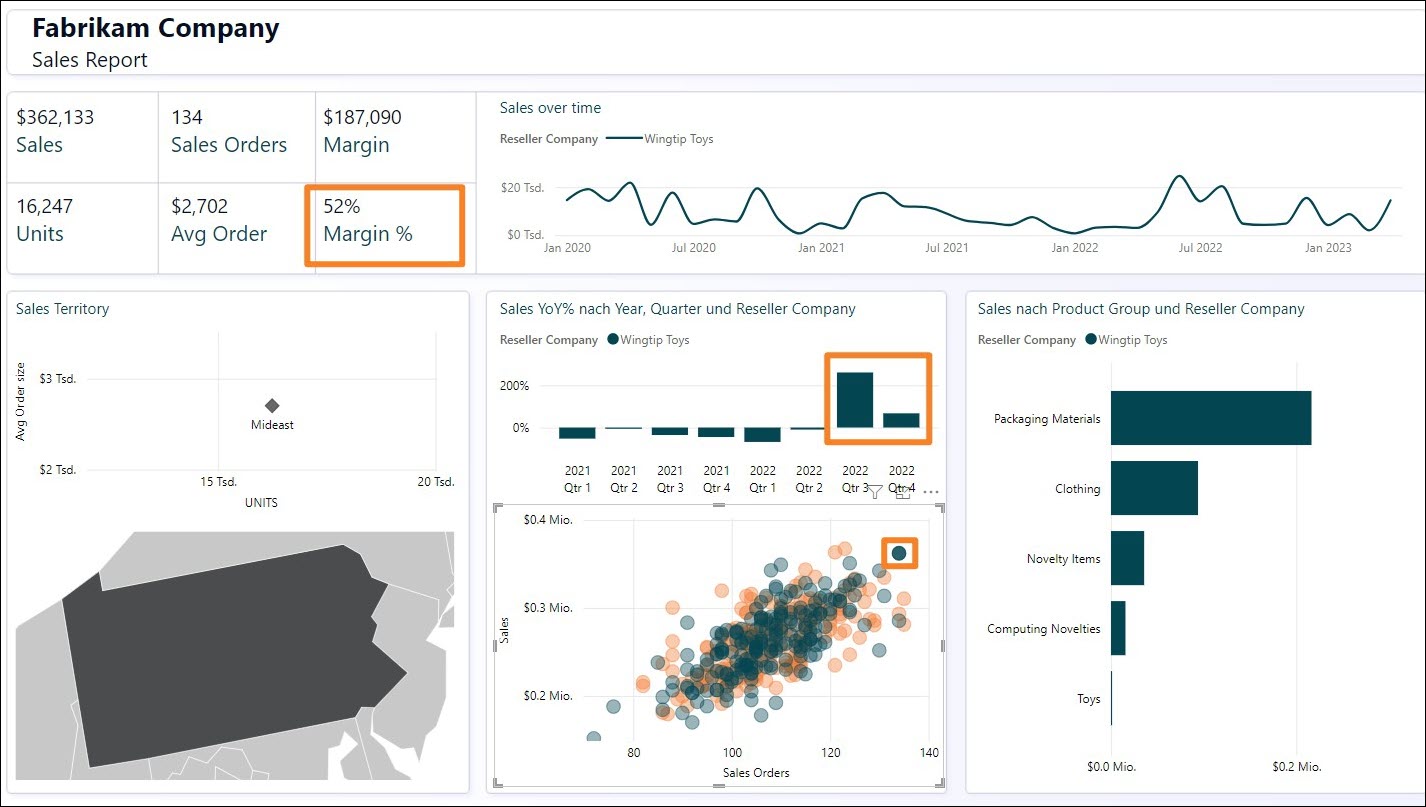 Fabrikam Company
Sales Report
$362,133
Sales
134
Sales Orders
$187,090
Margin
16,247
Units
$2,702
Avg Order
52%
Margin %
Sales over time
Reseller Company Wingtip Toys
$20 Tsd.
$0 Tsd.
Jan 2020 Jul 2020 Jan 2021 Jul 2021 Jan 2022 Jul 2022 Jan 2023
Sales Territory
Avg Order size
$3 Tsd.
Mideast
$2 Tsd.
15 Tsd. 20 Tsd.
UNITS
Sales YoY% nach Year, Quarter und Reseller Company
Reseller Company Wingtip Toys
200%
0%
2021 2021 2021 2021 2022 2022 2022 2022
Qtr 1 Qtr 2 Qtr 3 Qtr 4 Qtr 1 Qtr 2 Qtr 3 Qtr 4
$0.4 Mio.
$0.3 Mio.
Sales
$0.2 Mio.
80 100 120 140
Sales Orders
Sales nach Product Group und Reseller Company
Reseller Company Wingtip Toys
Packaging Materials
Clothing
Novelty Items
Computing Novelties
Toys
$0.0 Mio. $0.2 Mio.